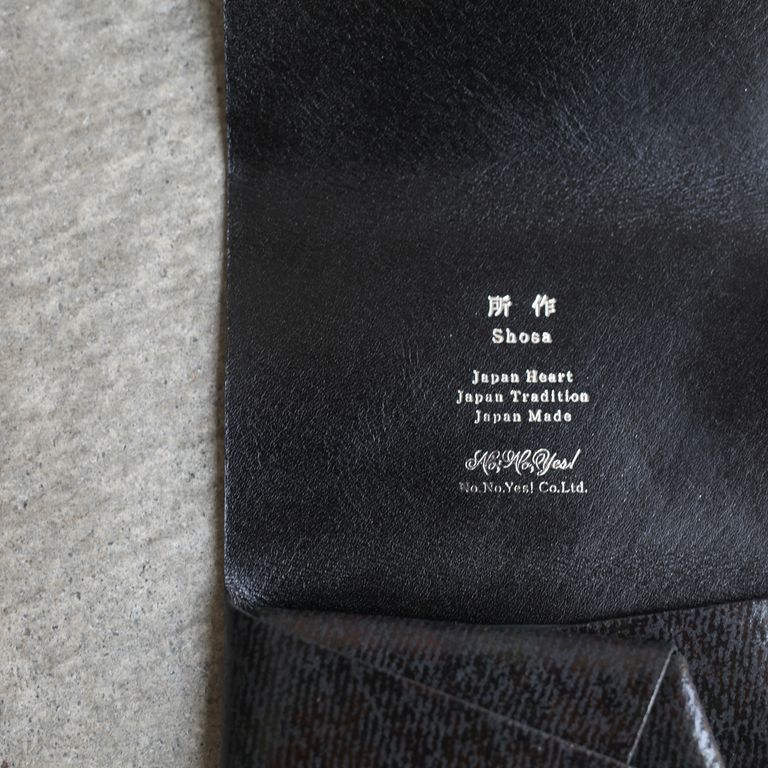 所作
Shosa
Japan Heart
Japan Tradition
Japan Made
No,No,Yes!
No.No.Yes! Co.Ltd.